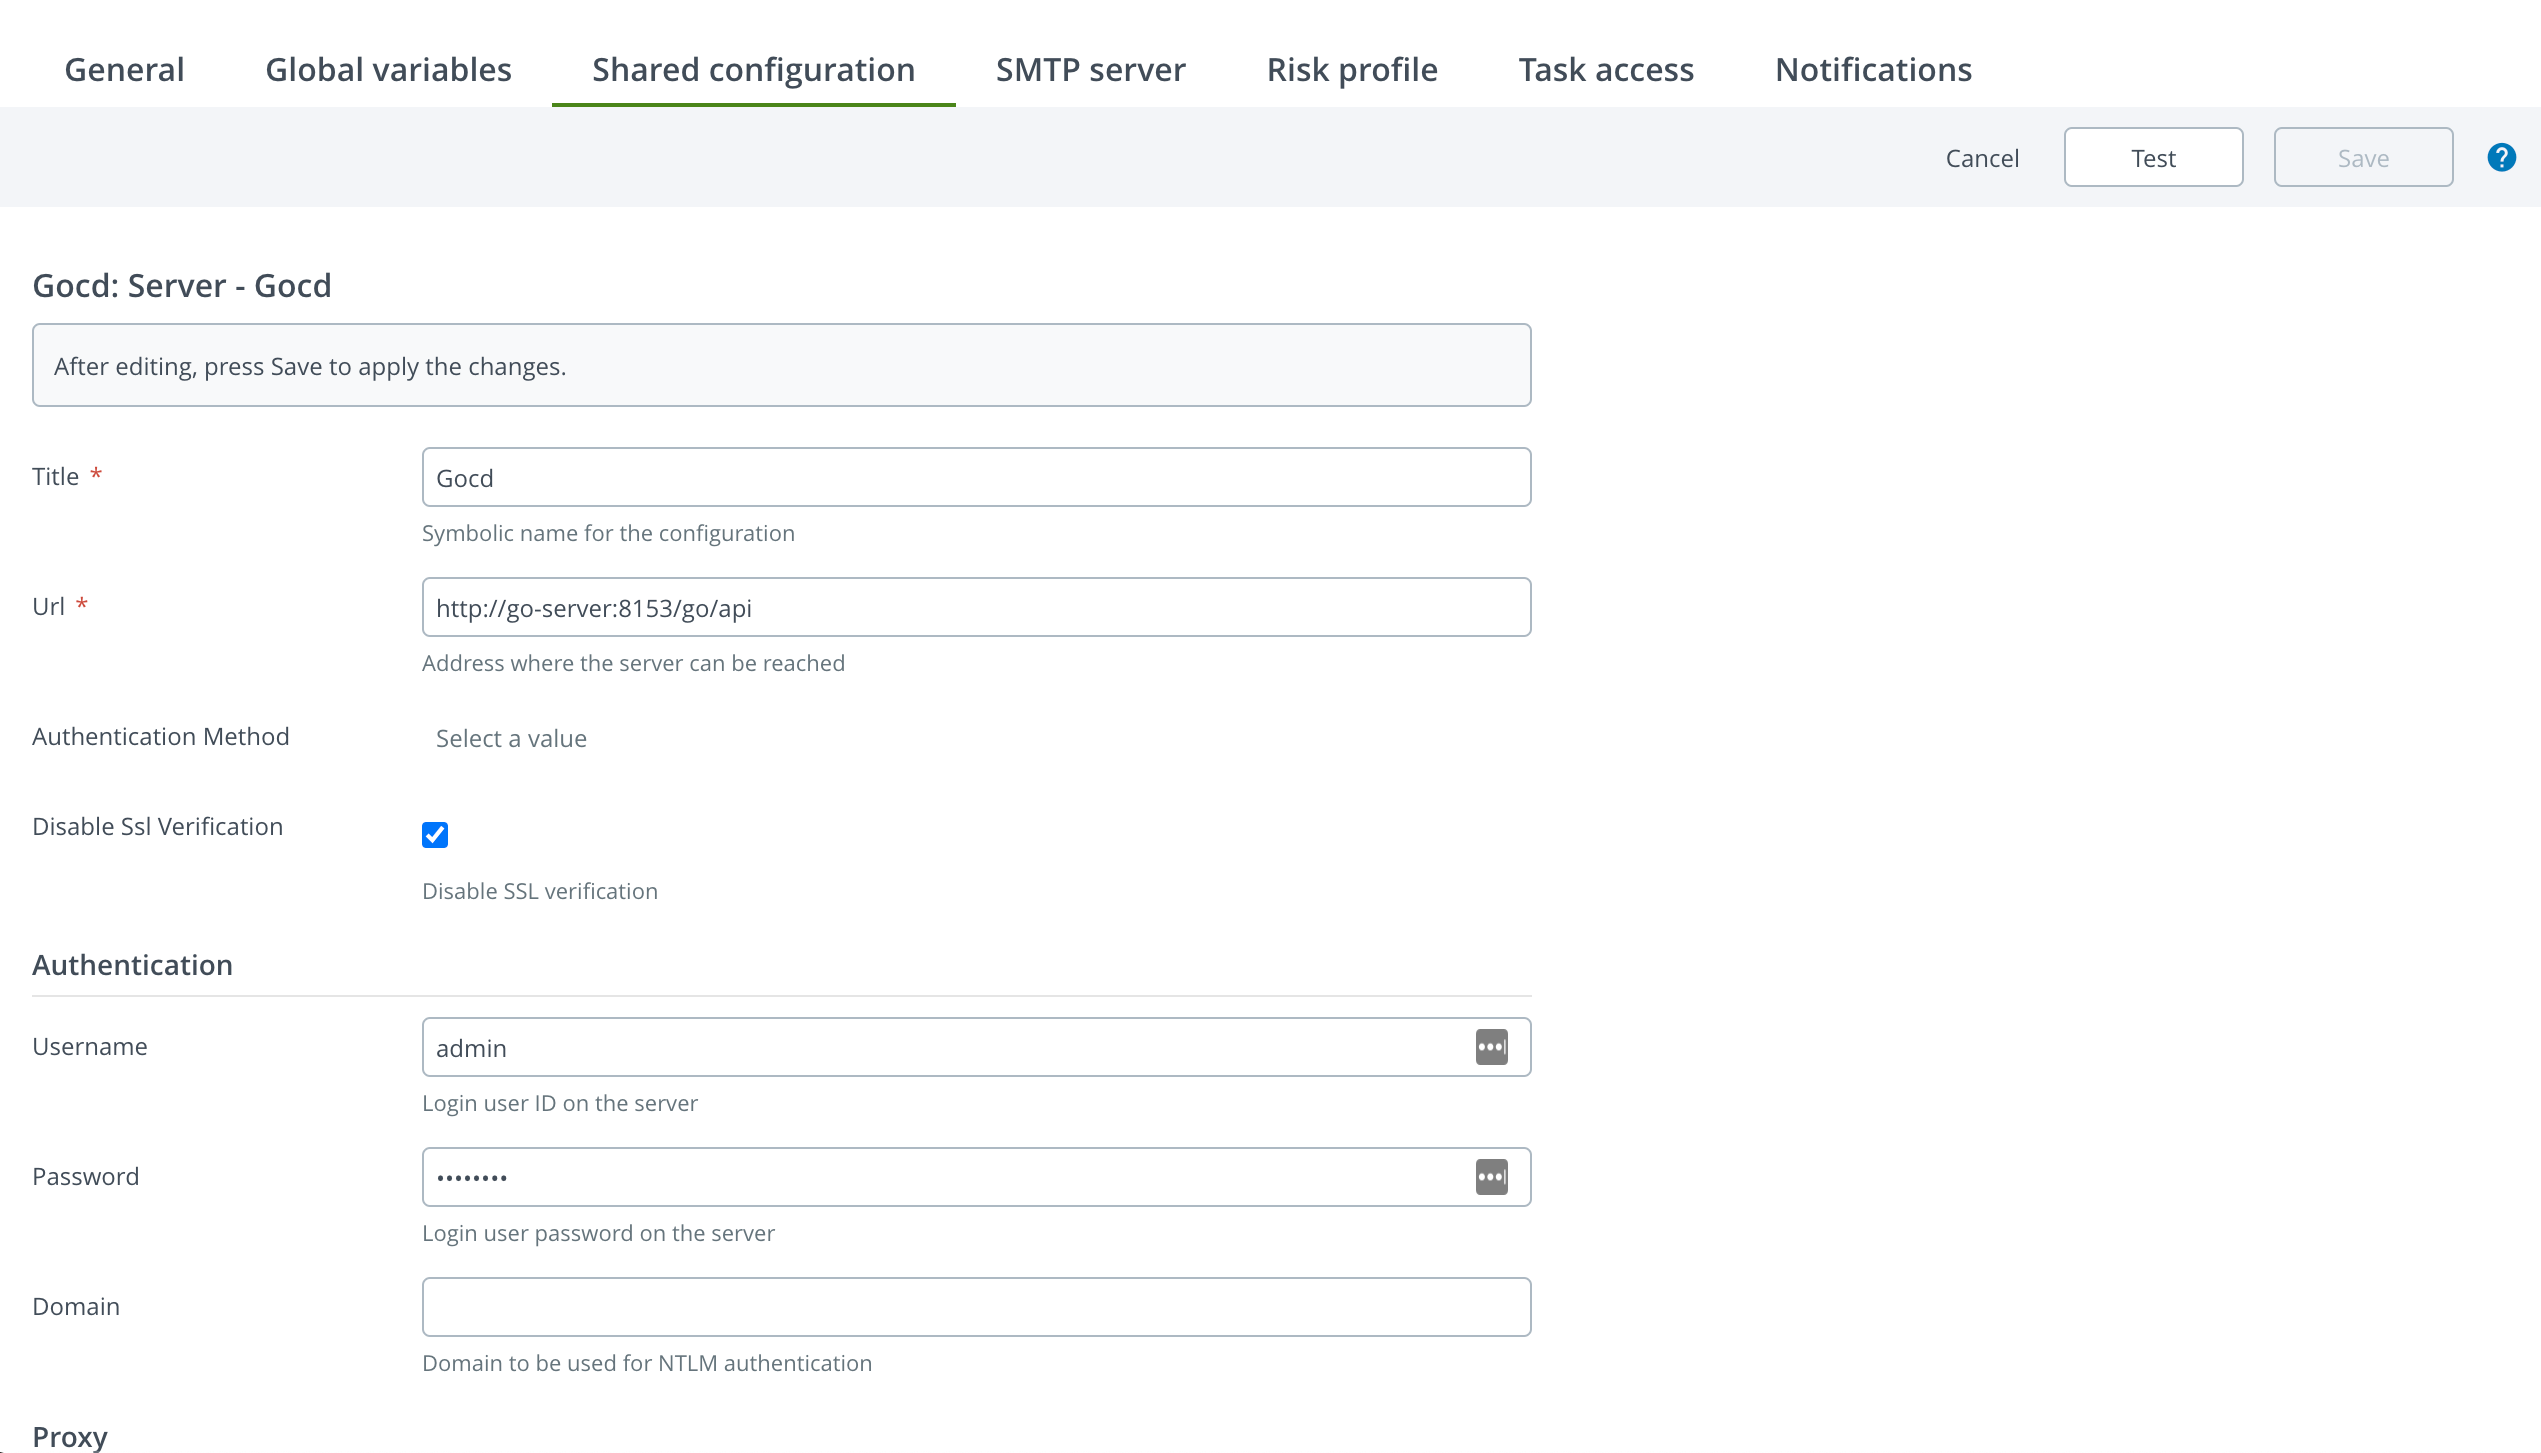 General Global variables Shared configuration SMTP server Risk profile Task access Notifications
Cancel Test Save ?
Gocd: Server - Gocd
After editing, press Save to apply the changes.
Title * Gocd
Symbolic name for the configuration
Url * http://go-server:8153/go/api
Address where the server can be reached
Authentication Method Select a value
Disable Ssl Verification
Disable SSL verification
Authentication
Username admin
Login user ID on the server
Password ••••••••
Login user password on the server
Domain
Domain to be used for NTLM authentication
Proxy